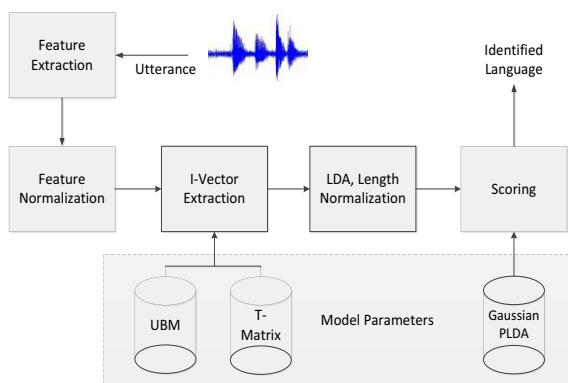 Feature
Extraction
Utterance
Identified
Language
Feature
Normalization
I-Vector
Extraction
LDA, Length
Normalization
Scoring
UBM
T-
Matrix
Model Parameters
Gaussian
PLDA